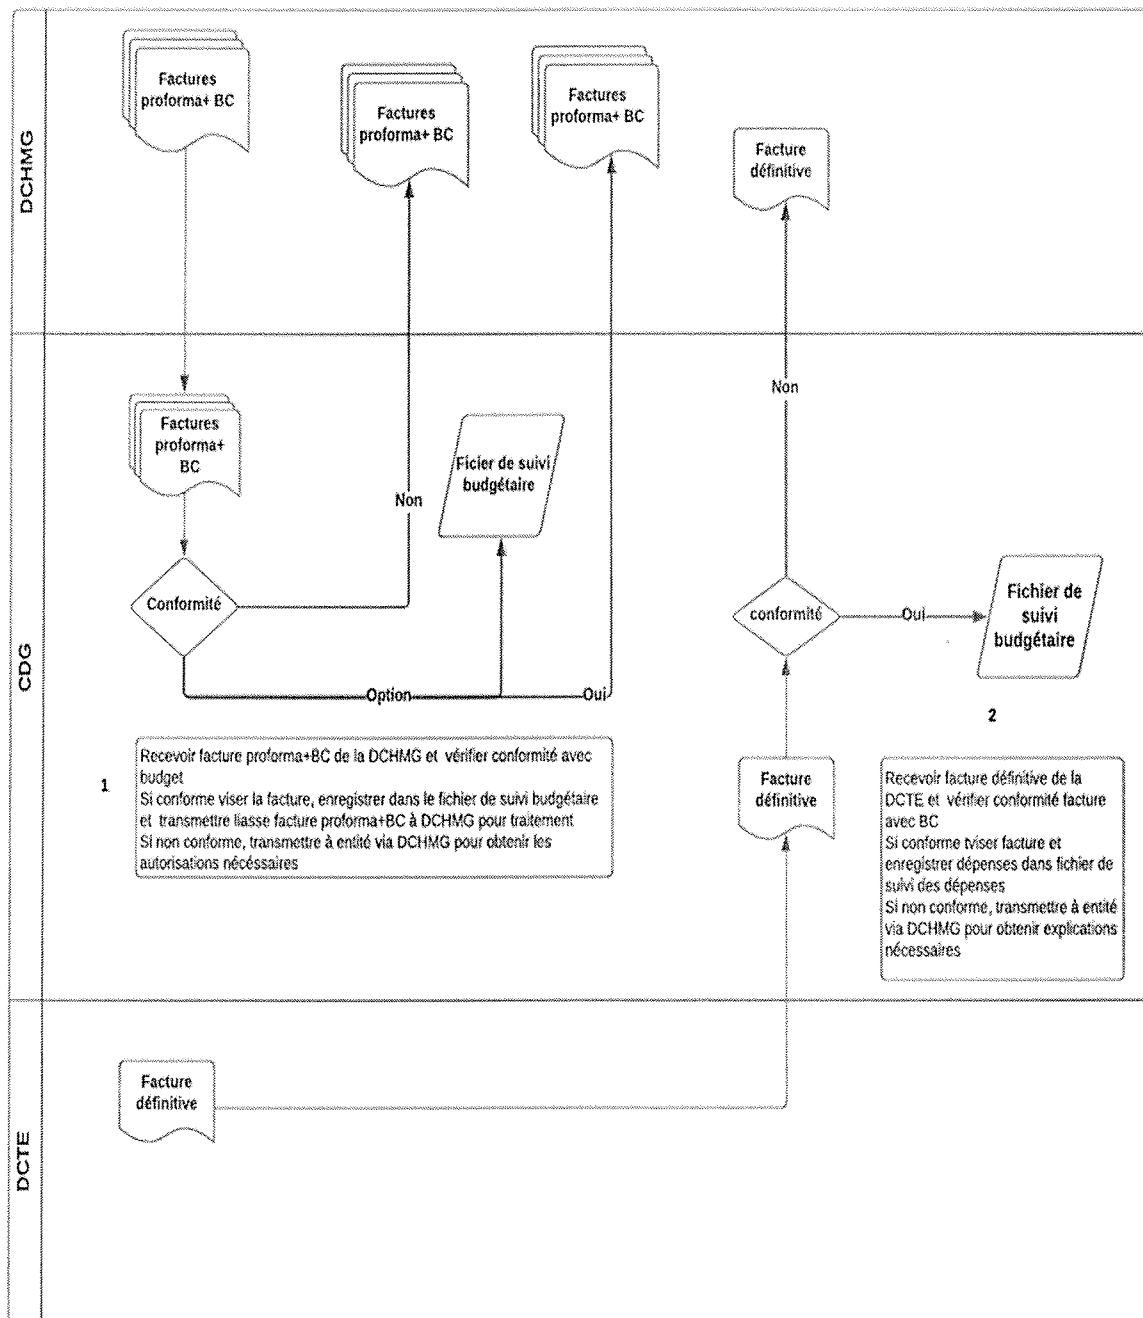 DCHMG
Factures
proforma+ BC
Factures
proforma+ BC
Factures
proforma+ BC
Facture
définitive
CDG
Factures
proforma+
BC
Conformité
Non
Ficier de suivi
budgétaire
Option
Oui
Non
conformité
Oui
Fichier de
suivi
budgétaire
1
Recevoir facture proforma+BC de la DCHMG et vérifier conformité avec
budget
Si conforme viser la facture, enregistrer dans le fichier de suivi budgétaire
et transmettre liasse facture proforma+BC à DCHMG pour traitement
Si non conforme, transmettre à entité via DCHMG pour obtenir les
autorisations nécéssaires
Facture
définitive
2
Recevoir facture définitive de la
DCTE et vérifier conformité facture
avec BC
Si conforme tviser facture et
enregistrer dépenses dans fichier de
suivi des dépenses
Si non conforme, transmettre à entité
via DCHMG pour obtenir explications
nécessaires
DCTE
Facture
définitive